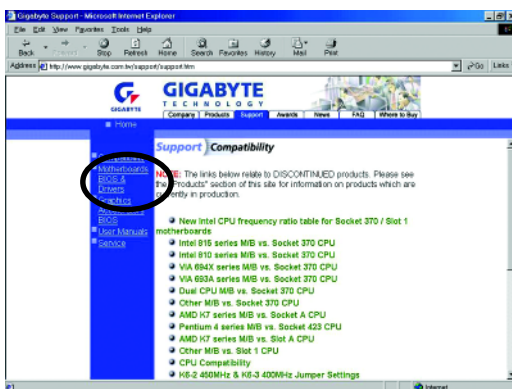 Gigabyte Support - Microsoft Internet Explorer
File Edit View Favorites Tools Help
Back Stop Refresh Home Search Favorites History Mail Print
Address http://www.gigabyte.com.tw/support/support.htm Go Links
GIGABYTE
GIGABYTE
TECHNOLOGY
Company Products Support Awards News FAQ Where to Buy
Home
Motherboards
BIOS &
Drivers
Graphics
BIOS
User Manuals
Service
Support Compatibility
NOTE: The links below relate to DISCONTINUED products. Please see
the "Products" section of this site for information on products which are
currently in production.
New Intel CPU frequency ratio table for Socket 370 / Slot 1
motherboards
Intel 815 series M/B vs. Socket 370 CPU
Intel 810 series M/B vs. Socket 370 CPU
VIA 694X series M/B vs. Socket 370 CPU
VIA 693A series M/B vs. Socket 370 CPU
Dual CPU M/B vs. Socket 370 CPU
Other M/B vs. Socket 370 CPU
AMD K7 series M/B vs. Socket A CPU
Pentium 4 series M/B vs. Socket 423 CPU
AMD K7 series M/B vs. Slot A CPU
Other M/B vs. Slot 1 CPU
CPU Compatibility
K6-2 450MHz & K6-3 400MHz Jumper Settings
Internet